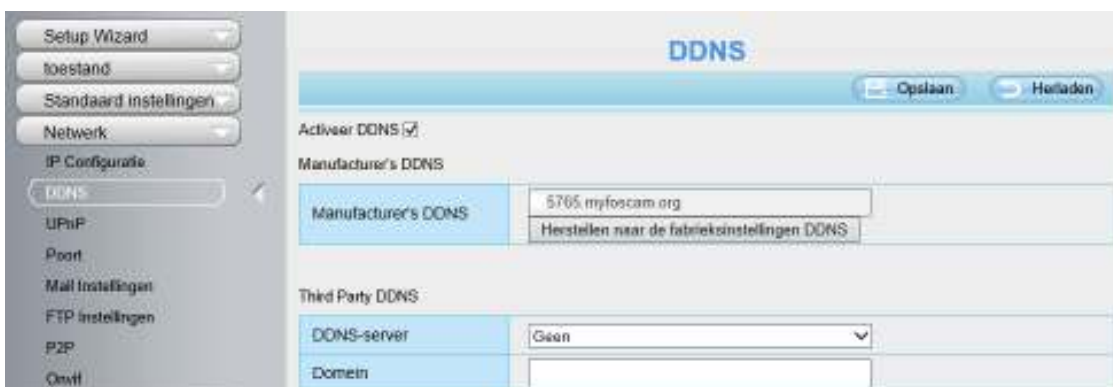 Setup Wizard
toestand
Standaard instellingen
Netwerk
IP Configuratie
DDNS
UPnP
Poort
Mail Instellingen
FTP Instellingen
P2P
Onvif
DDNS
Opslaan
Herladen
Activeer DDNS
Manufacturer's DDNS
Manufacturer's DDNS
5765.myfoscam.org
Herstellen naar de fabrieksinstellingen DDNS
Third Party DDNS
DDNS-server
Geen
Domein